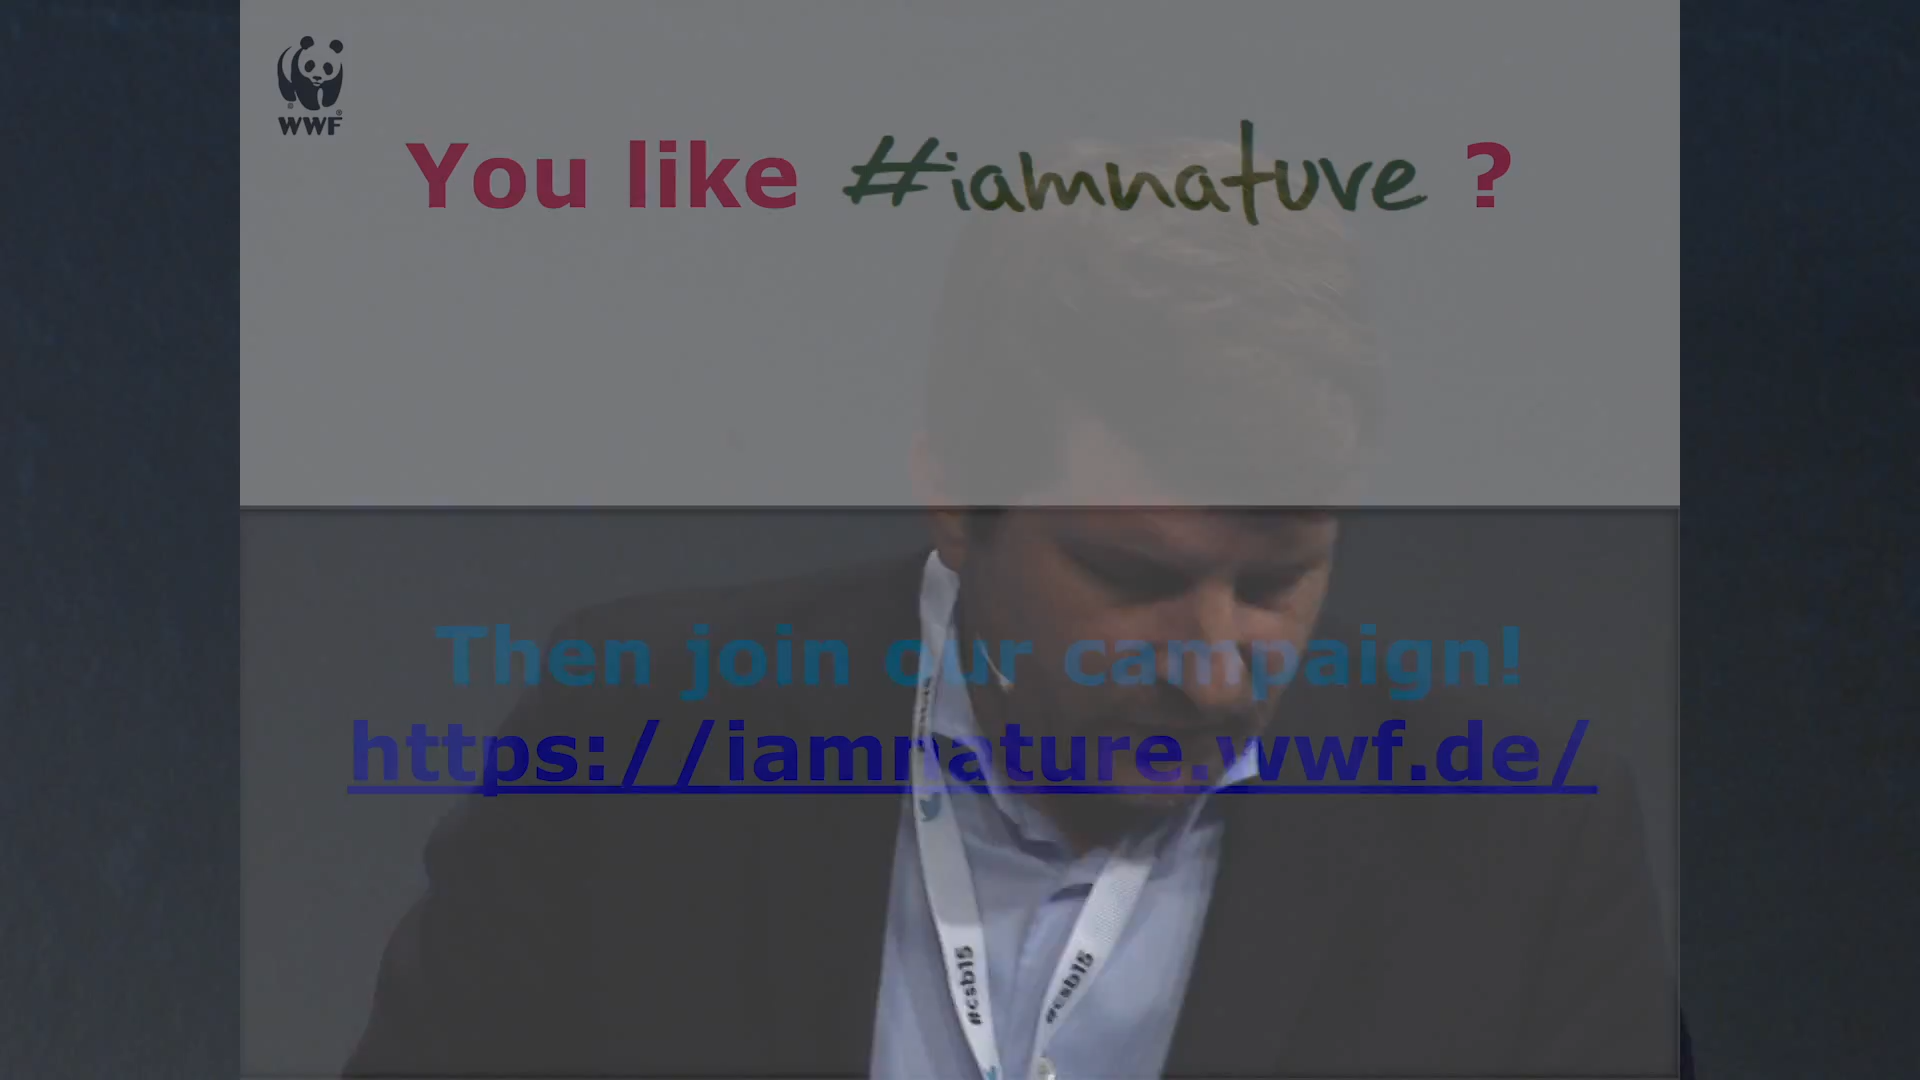 WWF
You like #iamnature ?
Then join our campaign!
https://iamnature.wwf.de/
#csb15
#csb15